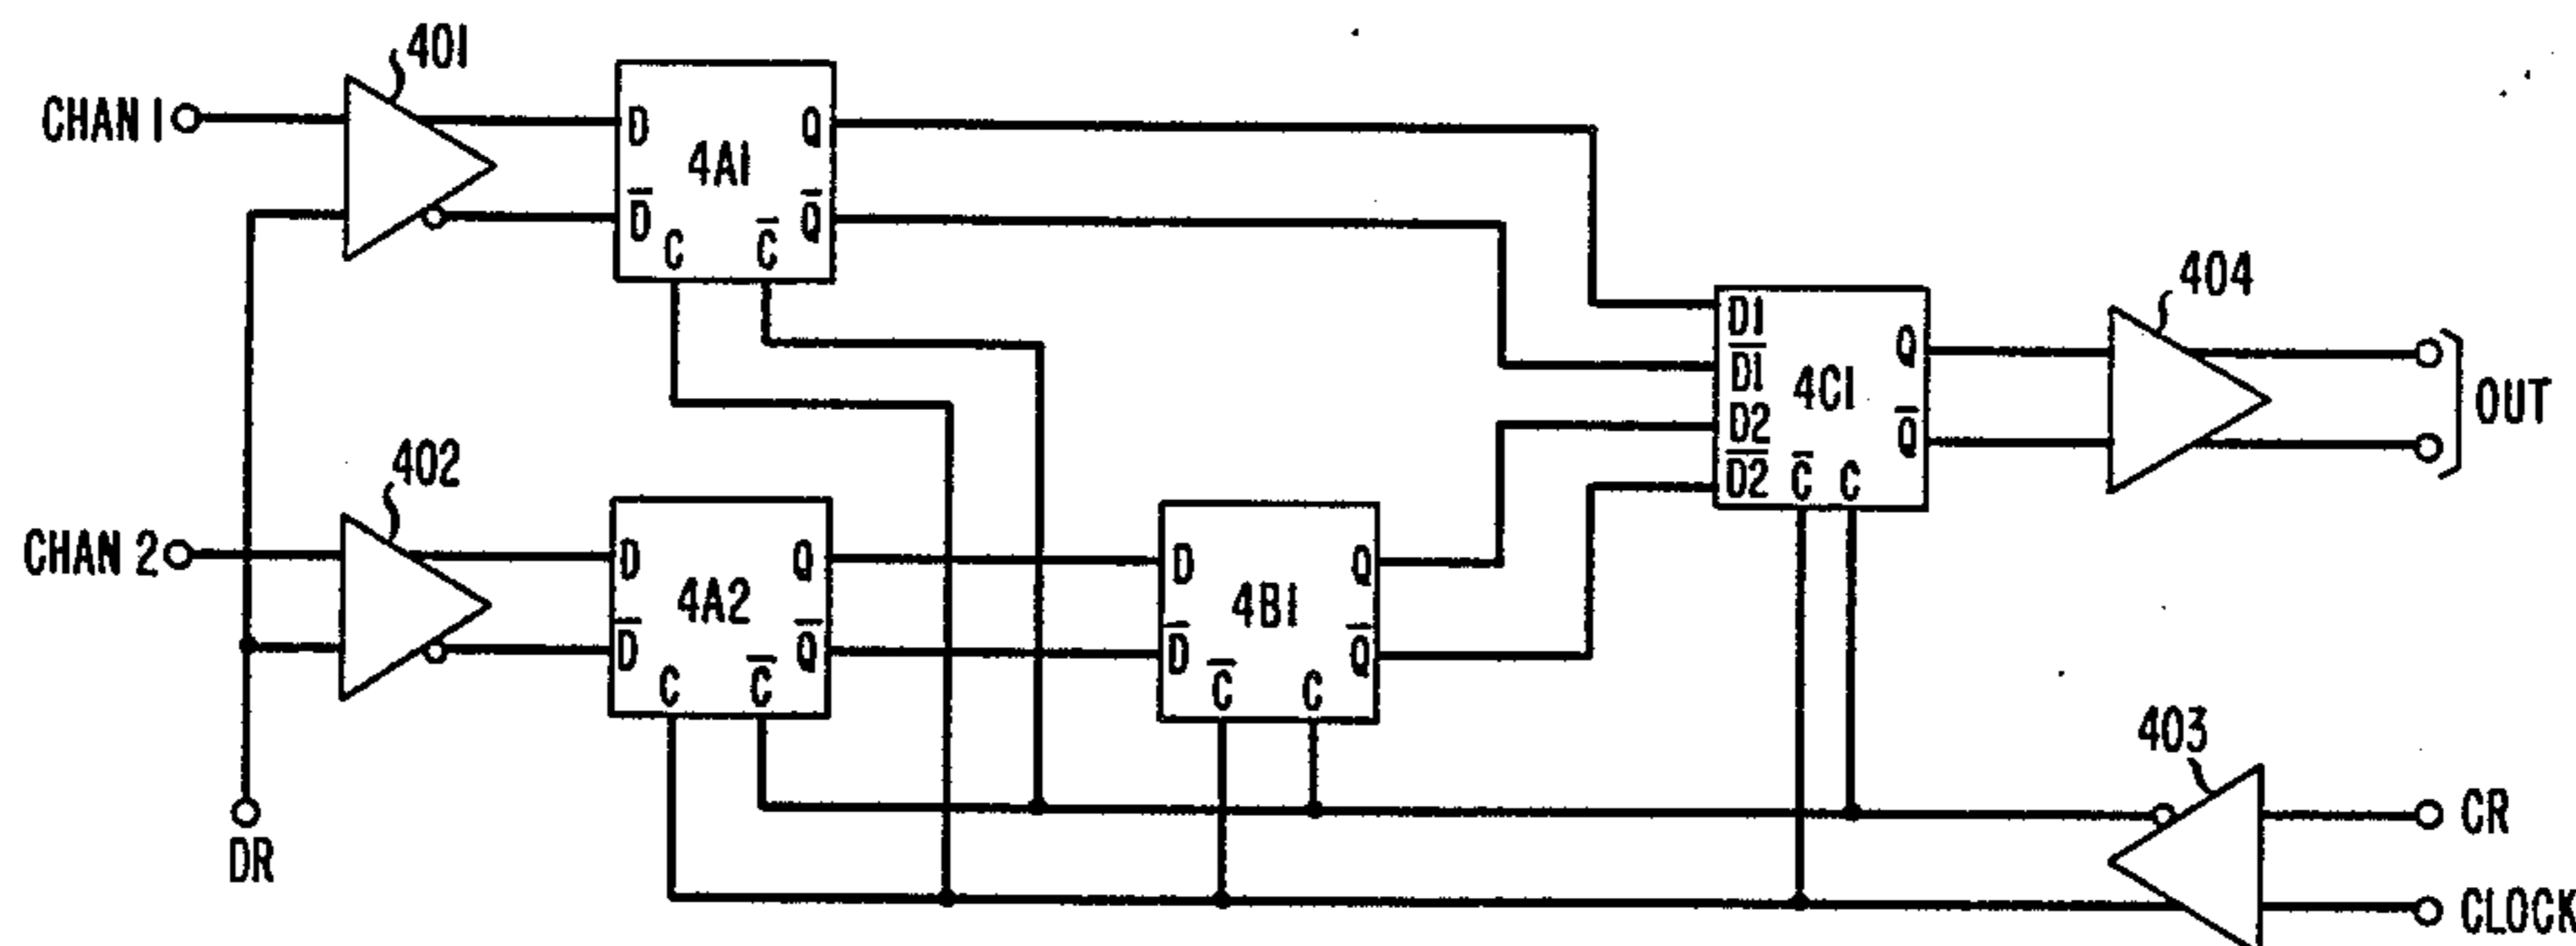 401
CHAN 1
D
Q
4A1
D̅
Q̅
C
C̅
404
D1
D̅1̅
D2
D̅2̅
4C1
Q
Q̅
C̅
C
OUT
402
CHAN 2
D
Q
4A2
D̅
Q̅
C
C̅
D
Q
4B1
D̅
Q̅
C̅
C
403
DR
CR
CLOCK